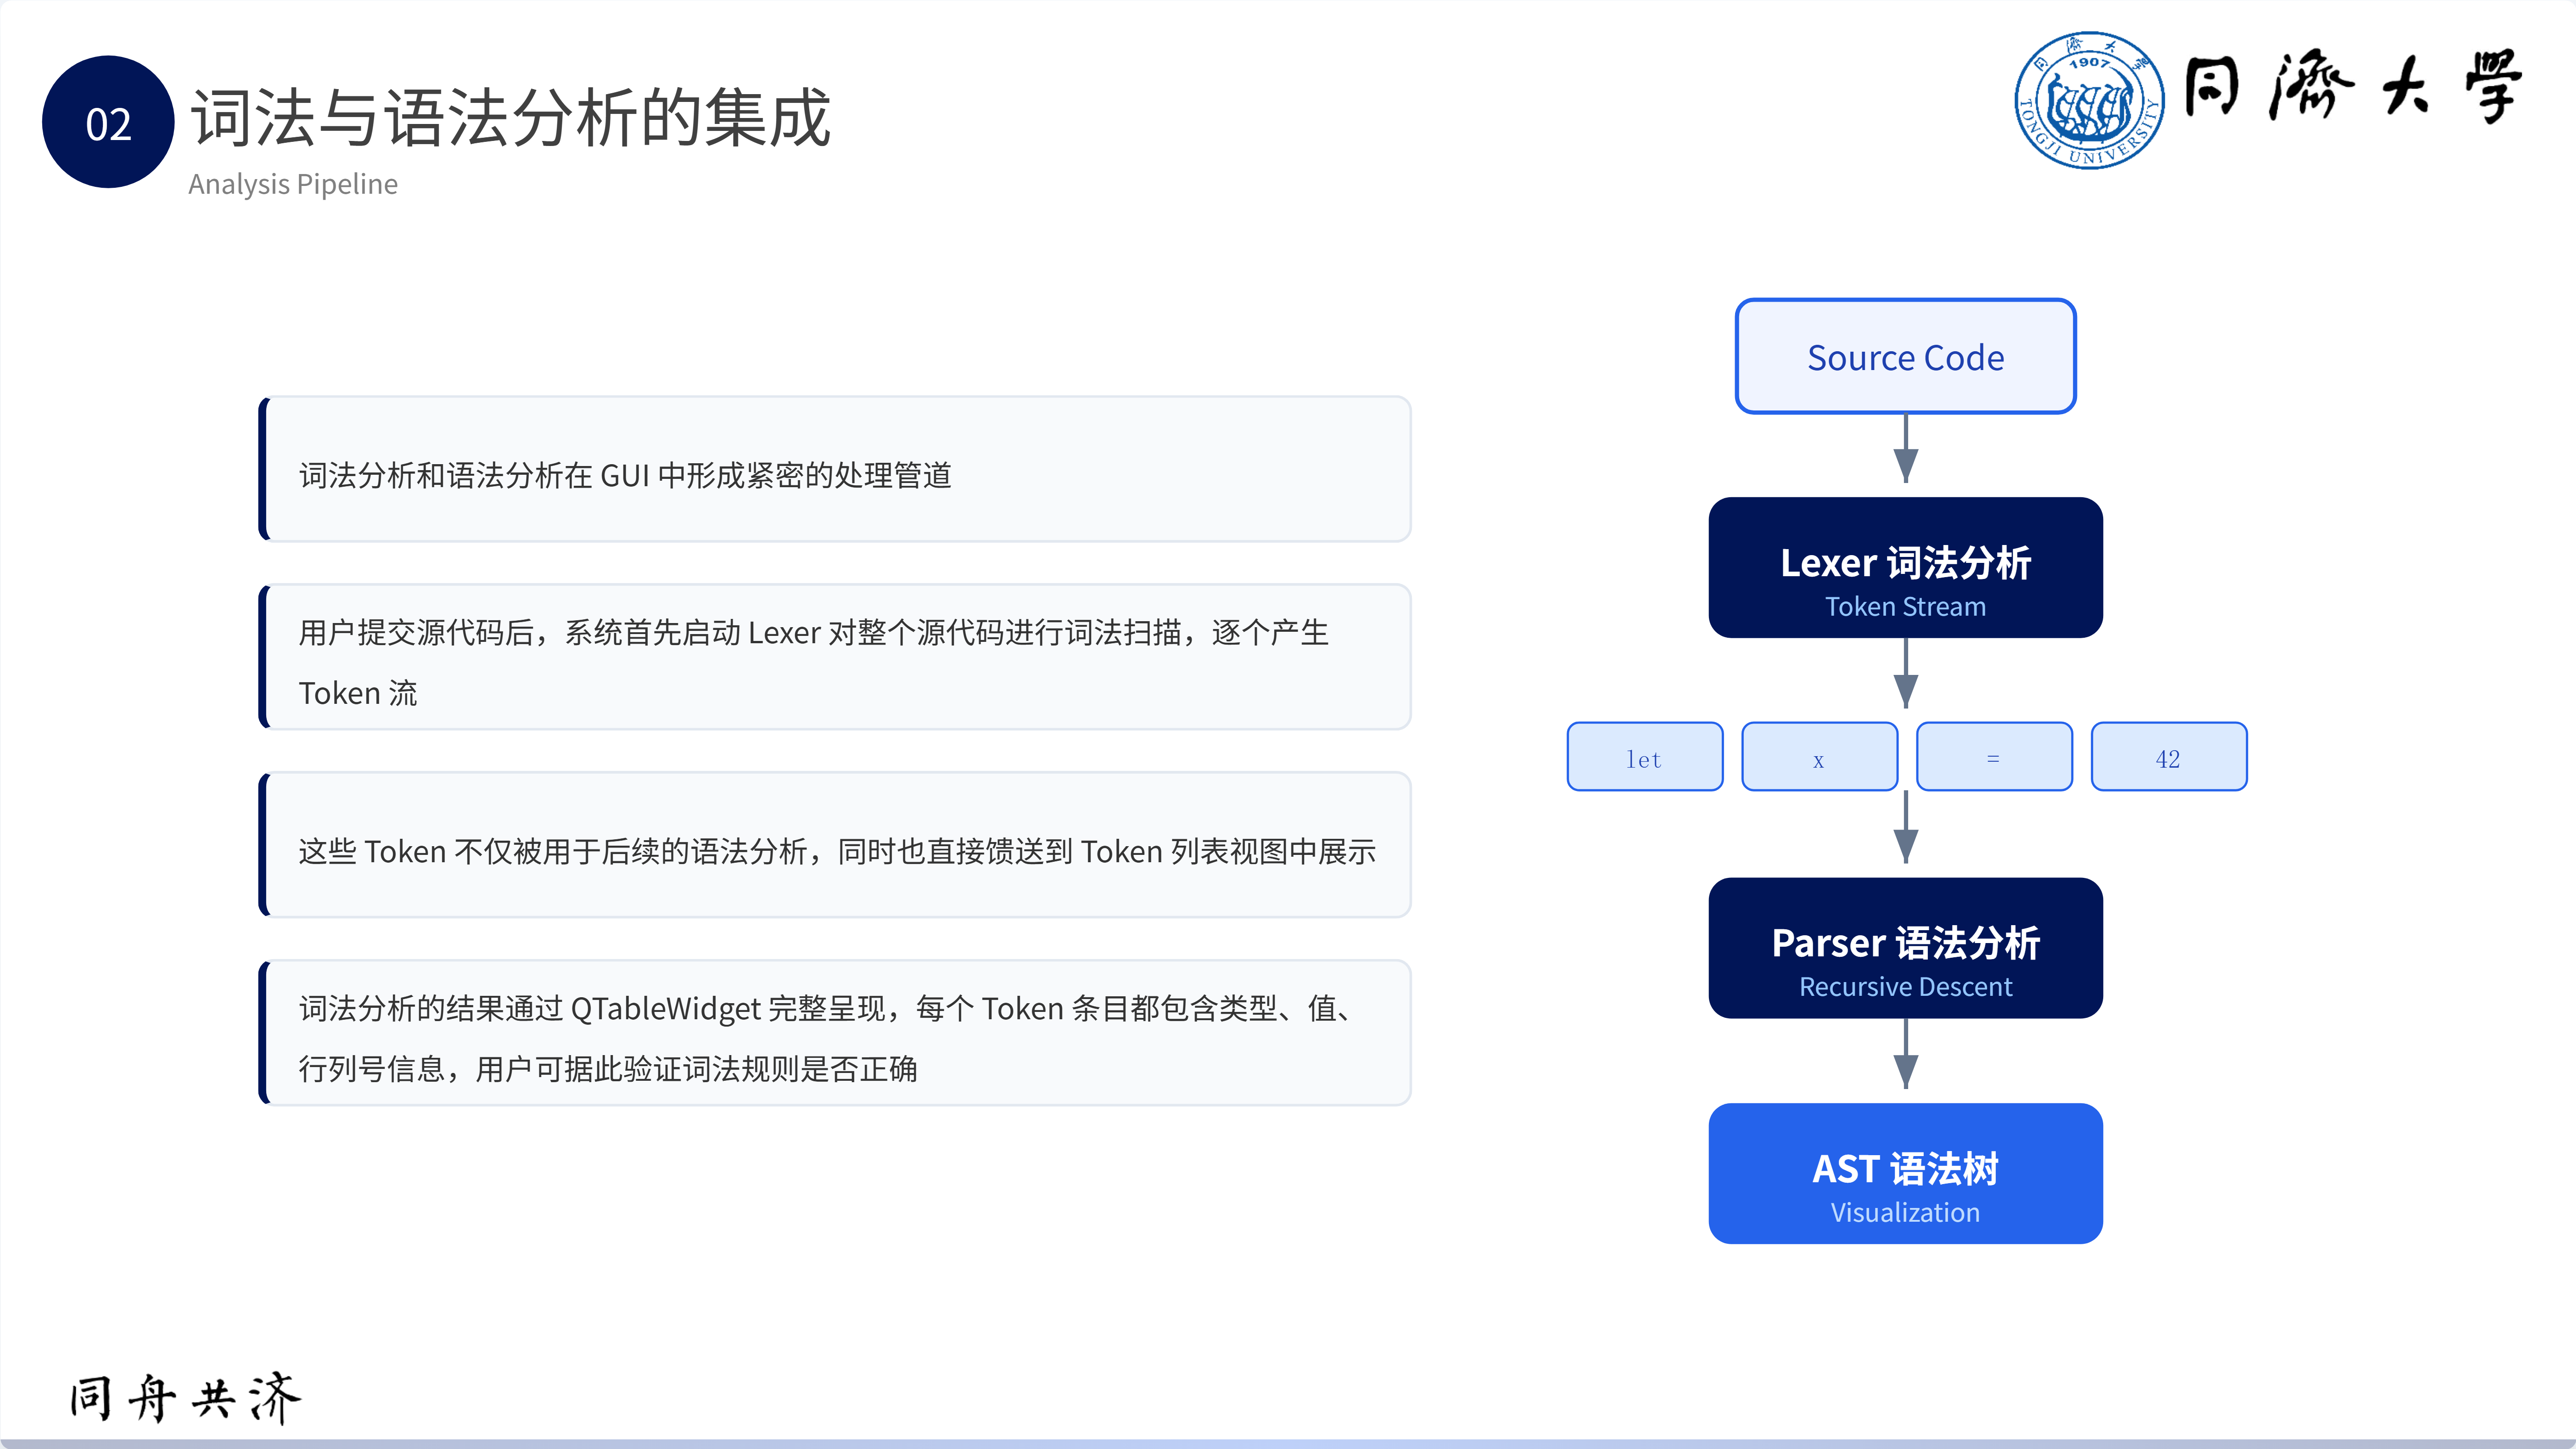 02
词法与语法分析的集成
Analysis Pipeline
同濟大學
1907
TONGJI UNIVERSITY
同濟大學
词法分析和语法分析在 GUI 中形成紧密的处理管道
用户提交源代码后，系统首先启动 Lexer 对整个源代码进行词法扫描，逐个产生
Token 流
这些 Token 不仅被用于后续的语法分析，同时也直接馈送到 Token 列表视图中展示
词法分析的结果通过 QTableWidget 完整呈现，每个 Token 条目都包含类型、值、
行列号信息，用户可据此验证词法规则是否正确
Source Code
Lexer 词法分析
Token Stream
let
x
=
42
Parser 语法分析
Recursive Descent
AST 语法树
Visualization
同舟共济